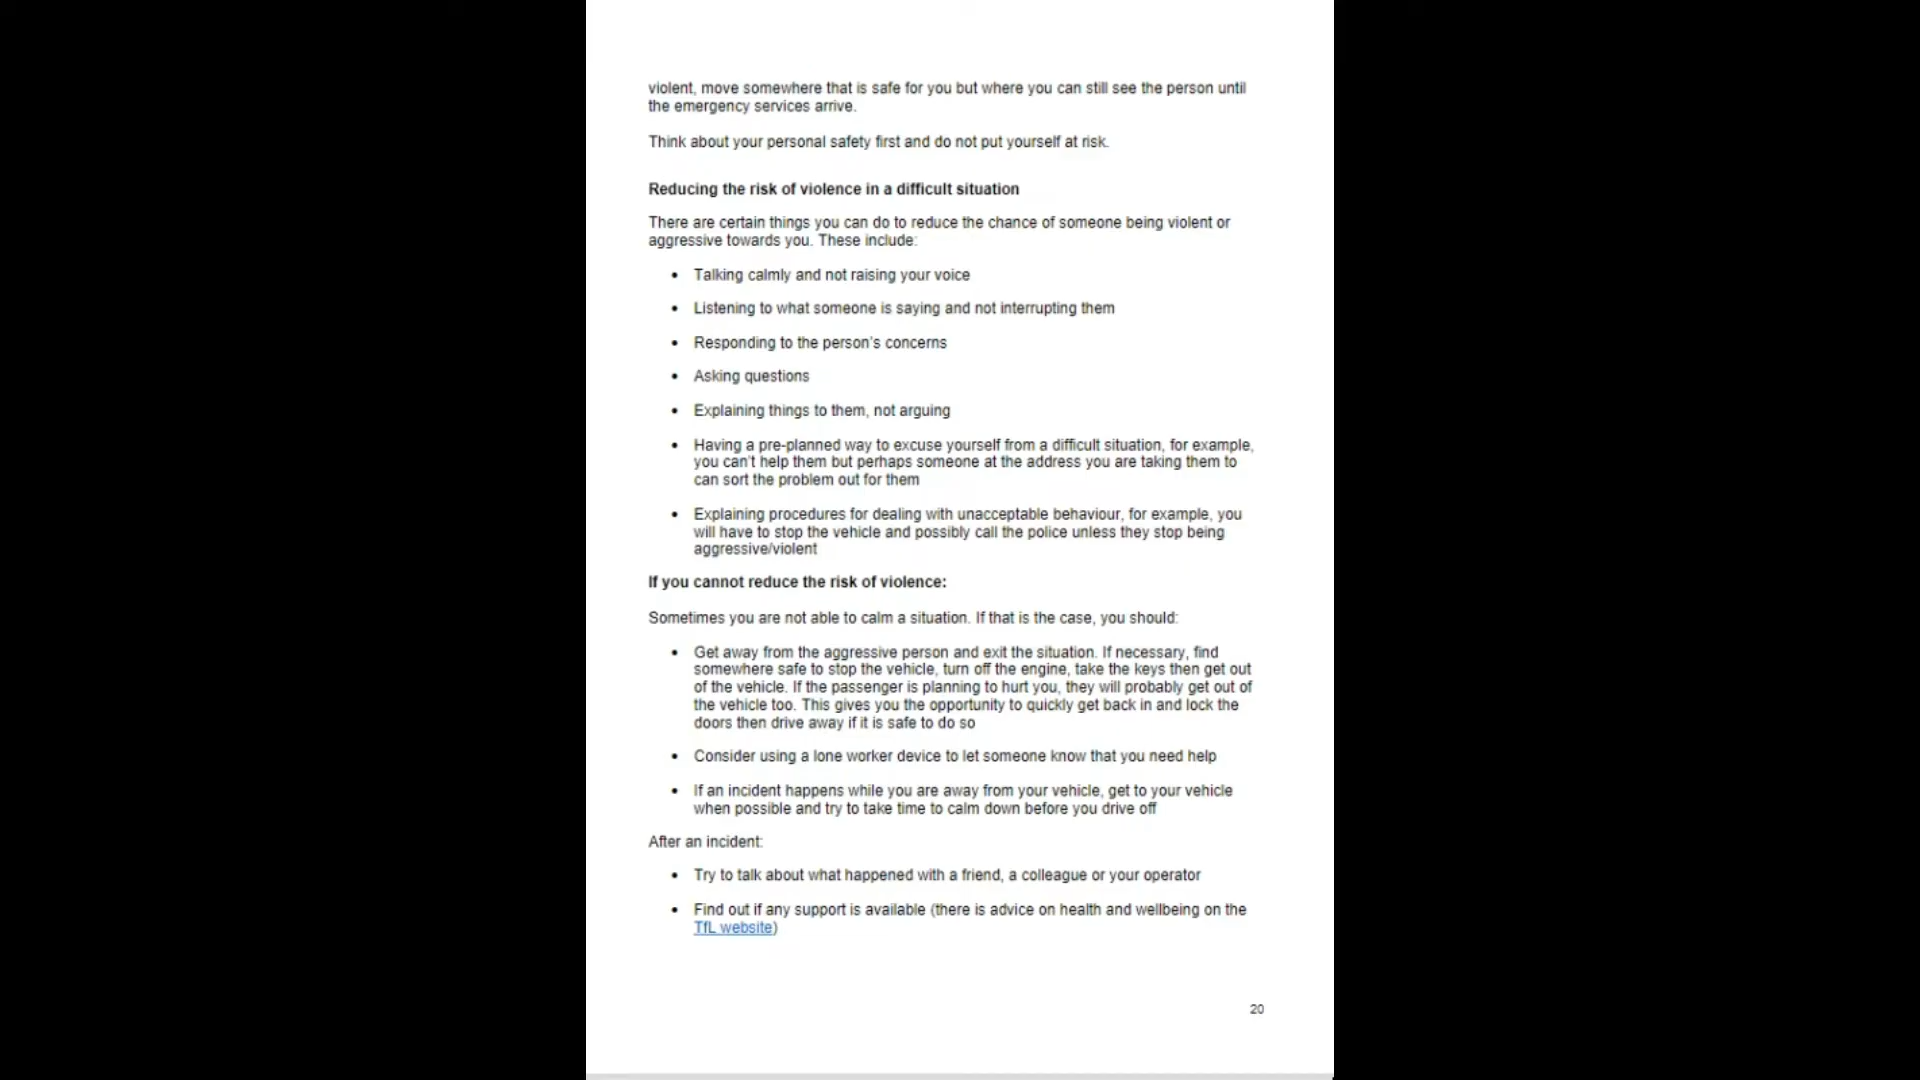 violent, move somewhere that is safe for you but where you can still see the person until
the emergency services arrive.
Think about your personal safety first and do not put yourself at risk.
Reducing the risk of violence in a difficult situation
There are certain things you can do to reduce the chance of someone being violent or
aggressive towards you. These include:
• Talking calmly and not raising your voice
• Listening to what someone is saying and not interrupting them
• Responding to the person's concerns
• Asking questions
• Explaining things to them, not arguing
• Having a pre-planned way to excuse yourself from a difficult situation, for example,
you can't help them but perhaps someone at the address you are taking them to
can sort the problem out for them
• Explaining procedures for dealing with unacceptable behaviour, for example, you
will have to stop the vehicle and possibly call the police unless they stop being
aggressive/violent
If you cannot reduce the risk of violence:
Sometimes you are not able to calm a situation. If that is the case, you should:
• Get away from the aggressive person and exit the situation. If necessary, find
somewhere safe to stop the vehicle, turn off the engine, take the keys then get out
of the vehicle. If the passenger is planning to hurt you, they will probably get out of
the vehicle too. This gives you the opportunity to quickly get back in and lock the
doors then drive away if it is safe to do so
• Consider using a lone worker device to let someone know that you need help
• If an incident happens while you are away from your vehicle, get to your vehicle
when possible and try to take time to calm down before you drive off
After an incident:
• Try to talk about what happened with a friend, a colleague or your operator
• Find out if any support is available (there is advice on health and wellbeing on the
TfL website)
20